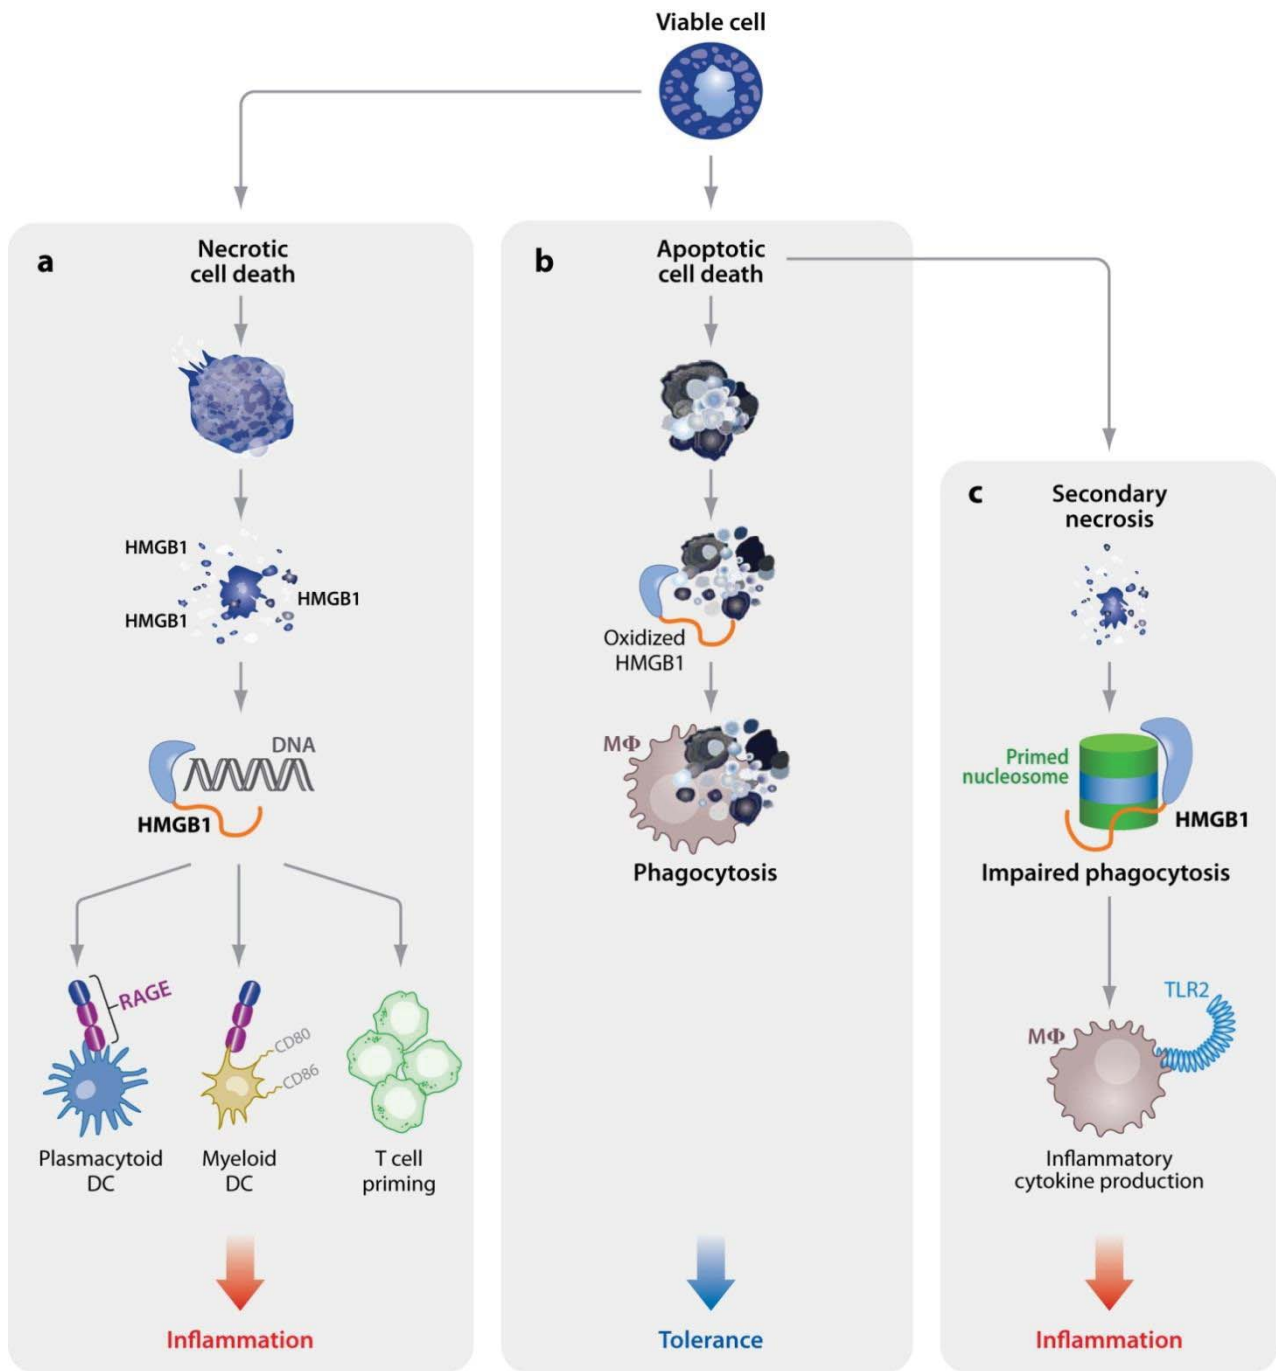 Viable cell
a
Necrotic
cell death
HMGB1
HMGB1
HMGB1
DNA
HMGB1
RAGE
CD80
CD86
Plasmacytoid
DC
Myeloid
DC
T cell
priming
Inflammation
b
Apoptotic
cell death
Oxidized
HMGB1
MΦ
Phagocytosis
Tolerance
c
Secondary
necrosis
Primed
nucleosome
HMGB1
Impaired phagocytosis
TLR2
MΦ
Inflammatory
cytokine production
Inflammation